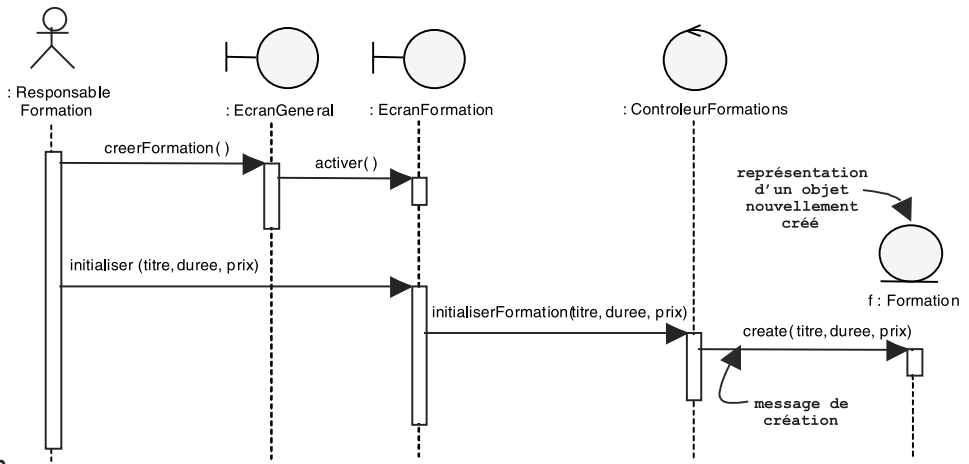 : Responsable
Formation
: EcranGeneral
: EcranFormation
: ControleurFormations
creerFormation( )
activer( )
représentation
d'un objet
nouvellement
créé
initialiser (titre, duree, prix)
f : Formation
initialiserFormation(titre, duree, prix)
create( titre, duree, prix)
message de
création